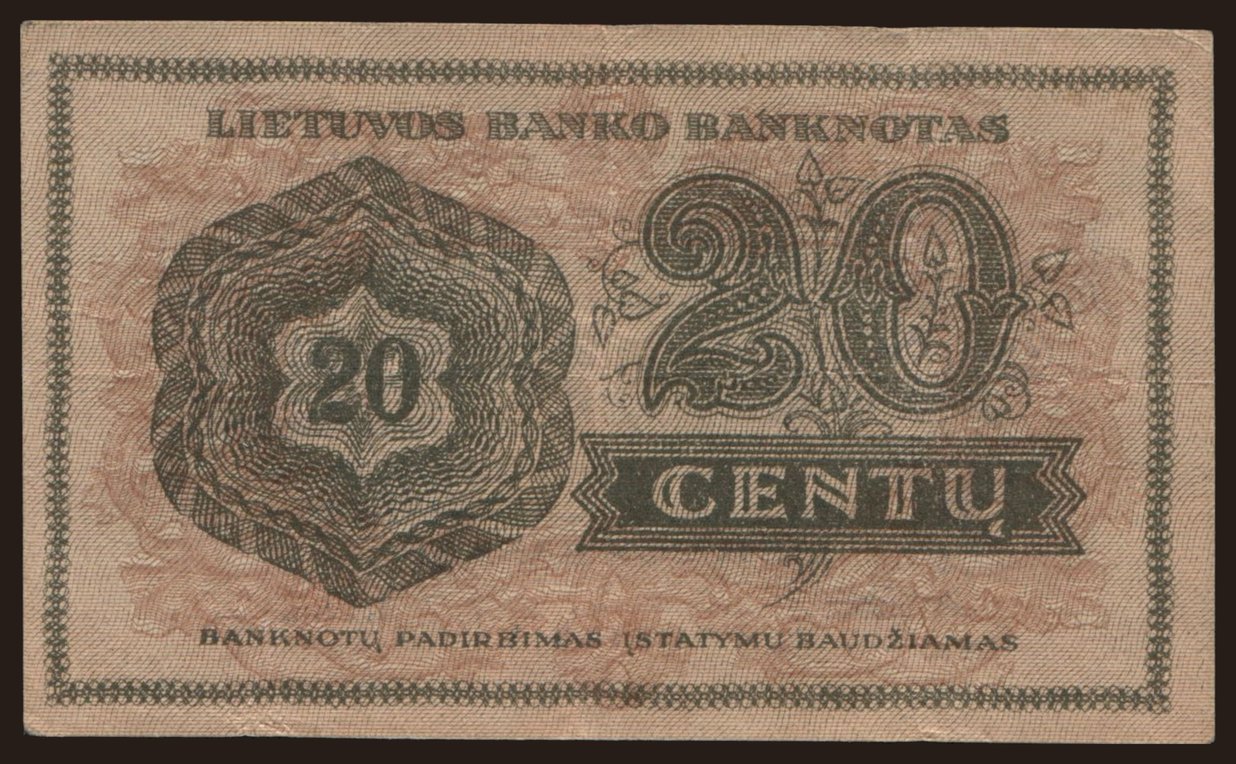 LIETUVOS BANKO BANKNOTAS
20
20
CENTŲ
BANKNOTŲ PADIRBIMAS ĮSTATYMU BAUDŽIAMAS